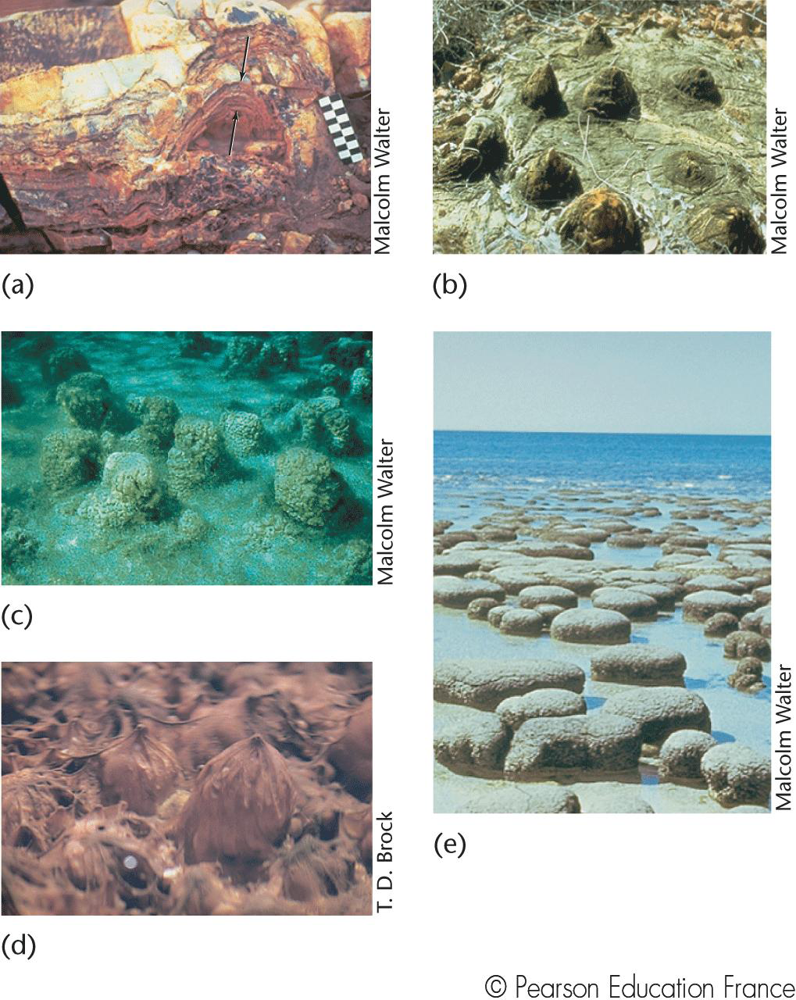 Malcolm Walter
(a)
Malcolm Walter
(b)
Malcolm Walter
(c)
Malcolm Walter
(e)
T. D. Brock
(d)
© Pearson Education France